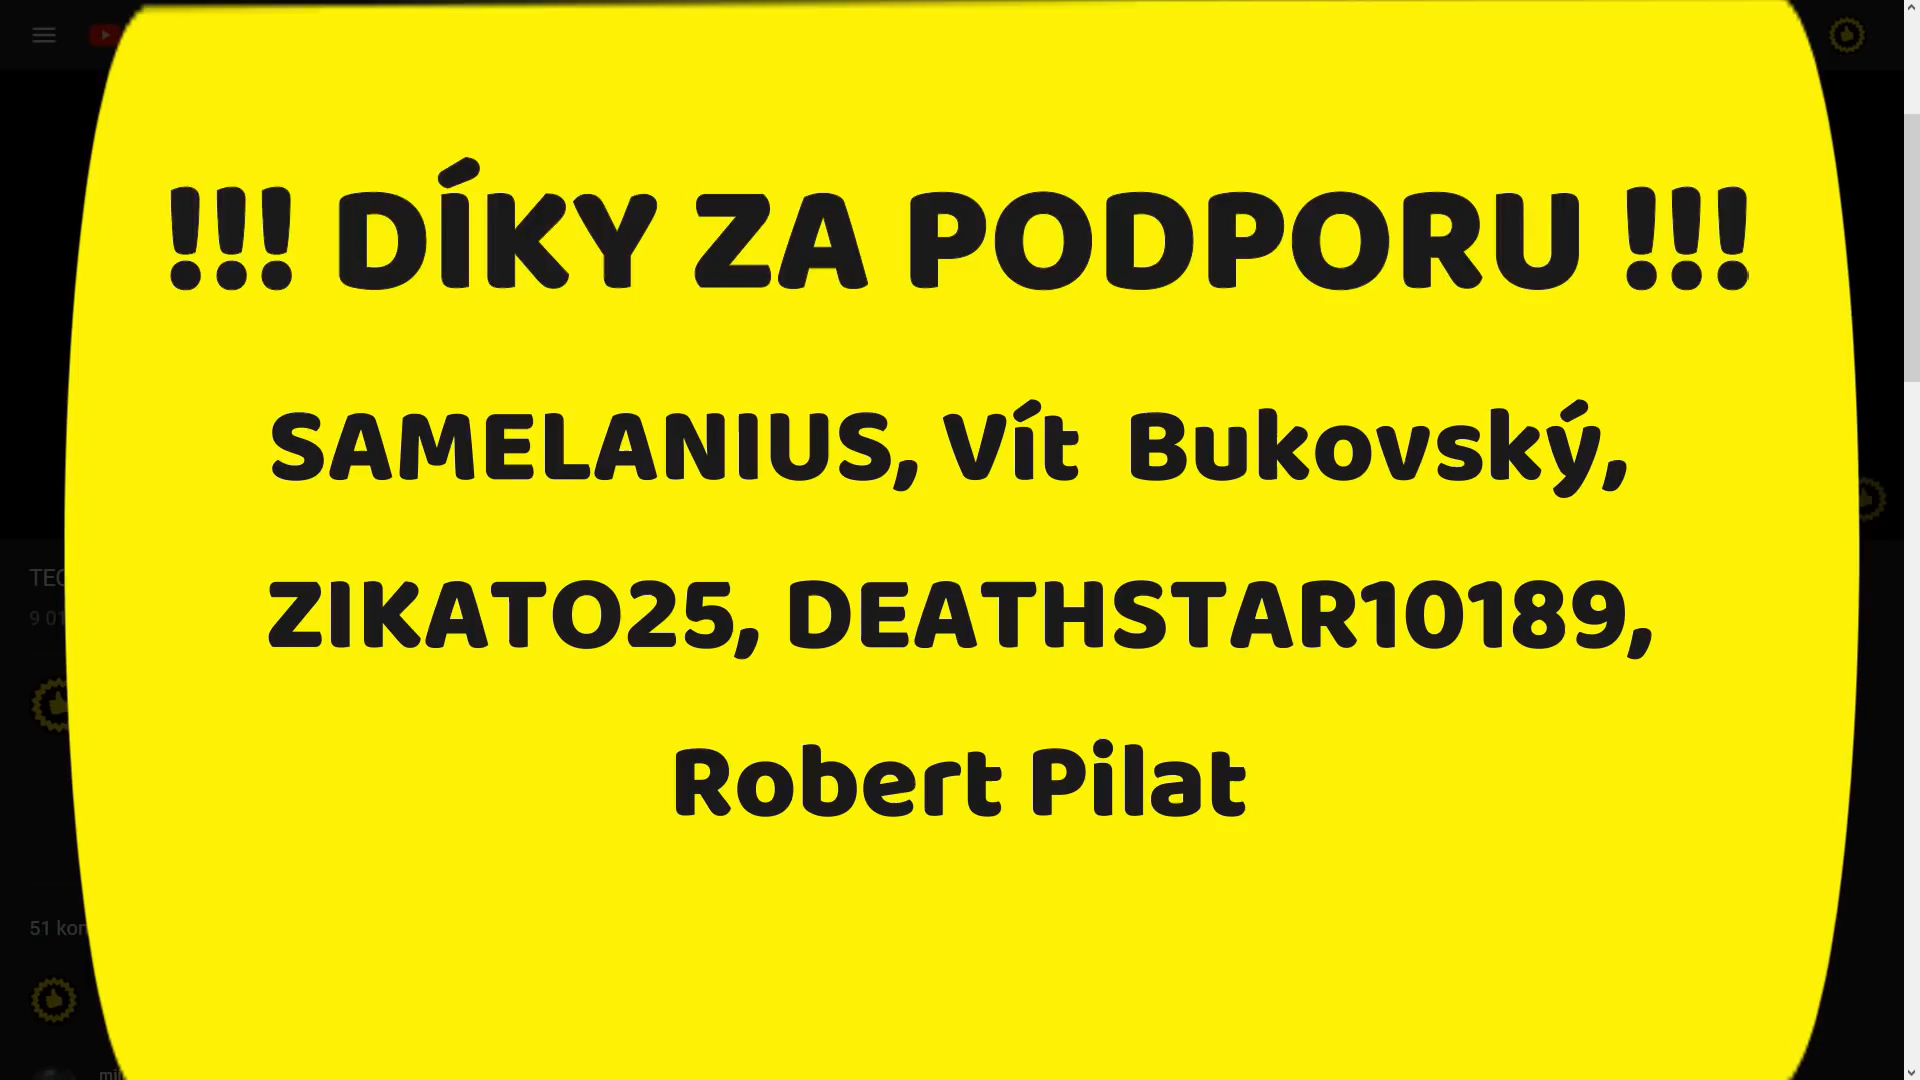 !!! DÍKY ZA PODPORU !!!
SAMELANIUS, Vít Bukovský,
ZIKATO25, DEATHSTAR10189,
Robert Pilat